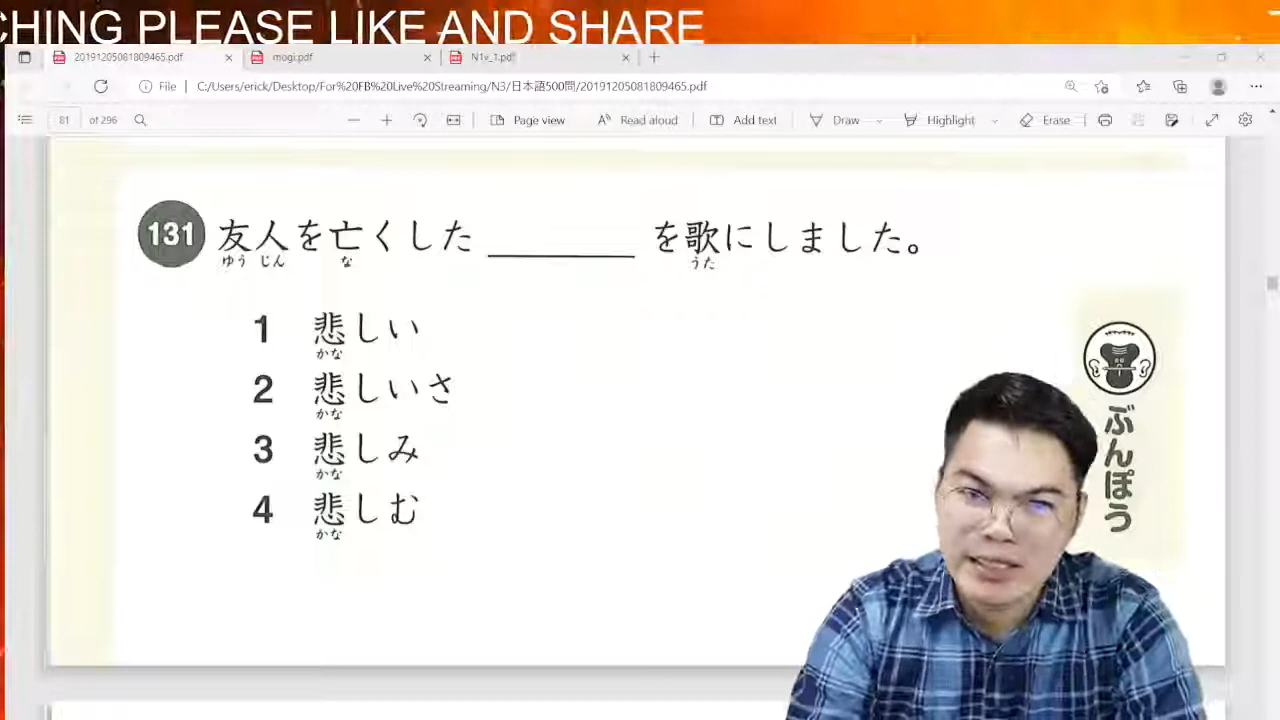 CHING PLEASE LIKE AND SHARE
20191205081809465.pdf
mogi.pdf
N1v_1.pdf
File
C:/Users/erick/Desktop/For%20FB%20Live%20Streaming/N3/日本語500問/20191205081809465.pdf
81 of 296
Page view
Read aloud
Add text
Draw
Highlight
Erase
131 友人を亡くした ______ を歌にしました。
ゆう じん な うた
1 悲しい
かな
2 悲しいさ
かな
3 悲しみ
かな
4 悲しむ
かな
ぶんぽう